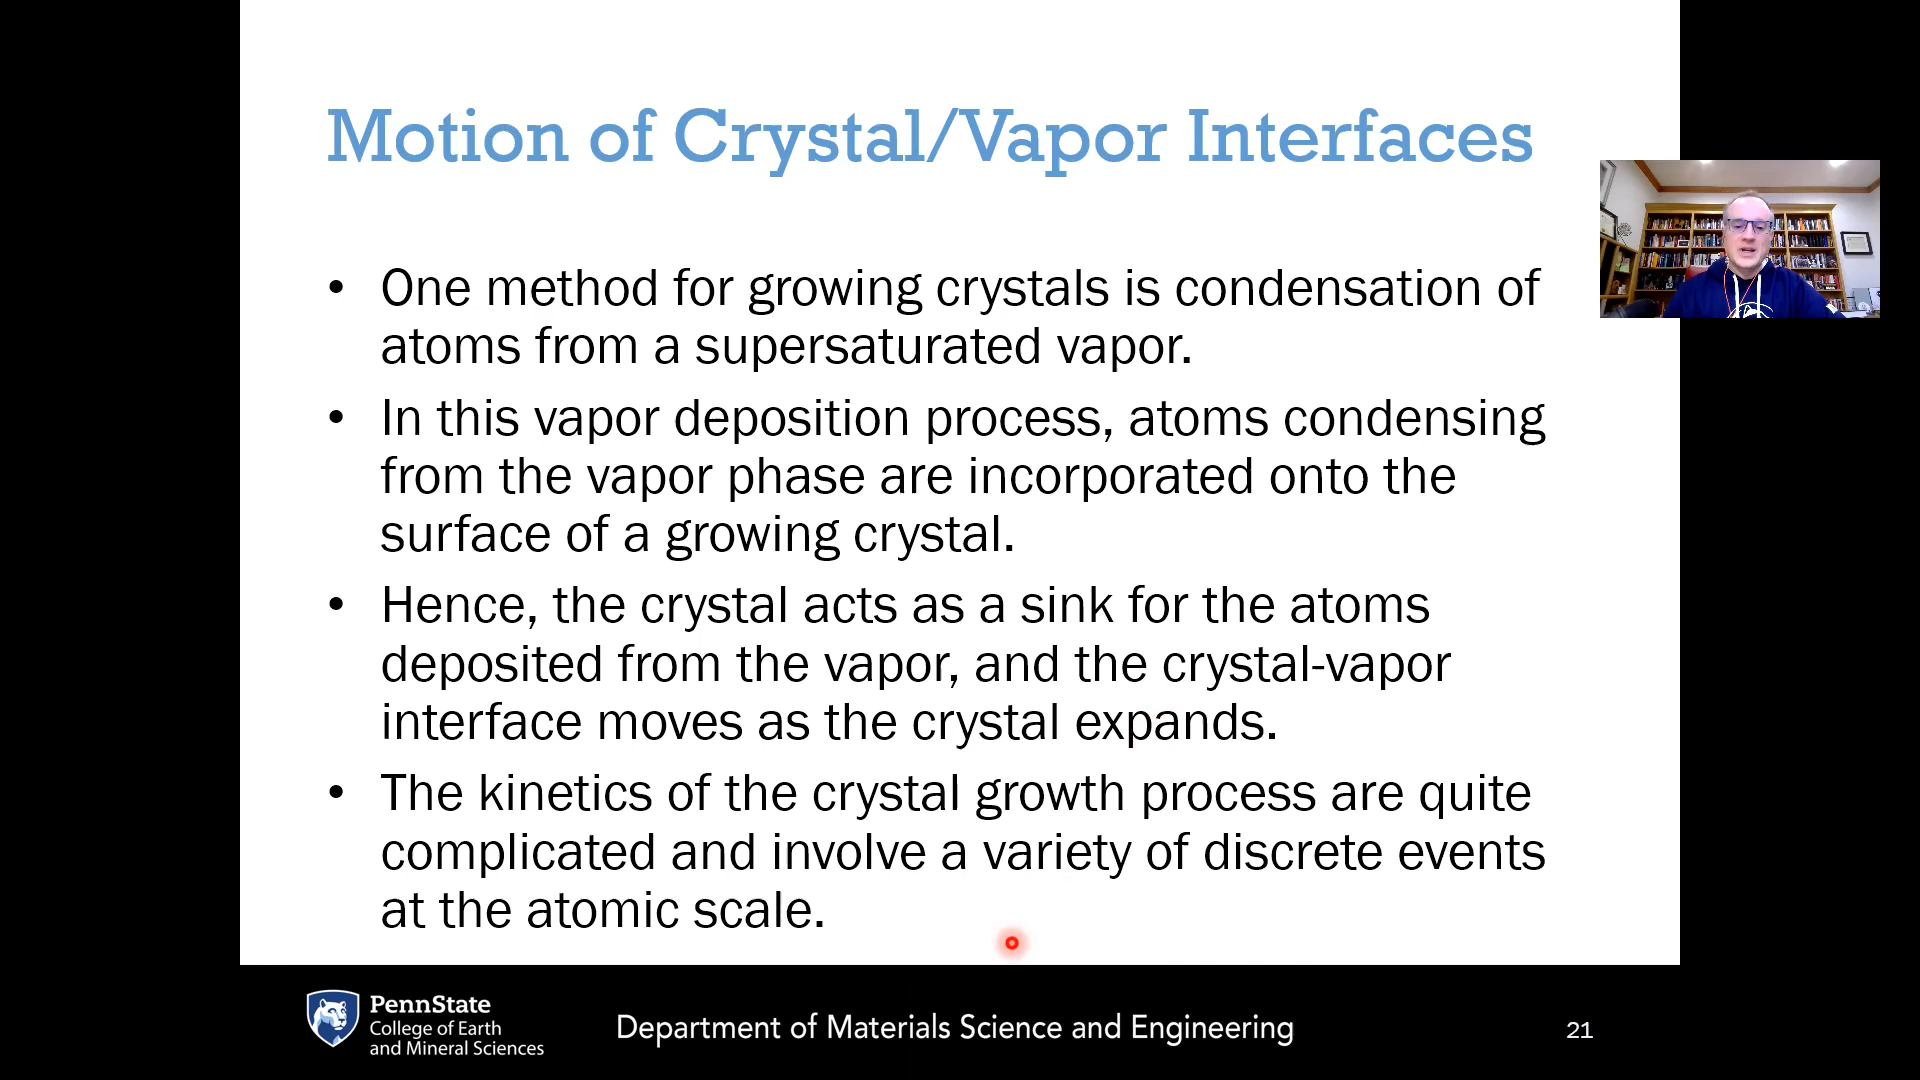 Motion of Crystal/Vapor Interfaces
• One method for growing crystals is condensation of
atoms from a supersaturated vapor.
• In this vapor deposition process, atoms condensing
from the vapor phase are incorporated onto the
surface of a growing crystal.
• Hence, the crystal acts as a sink for the atoms
deposited from the vapor, and the crystal-vapor
interface moves as the crystal expands.
• The kinetics of the crystal growth process are quite
complicated and involve a variety of discrete events
at the atomic scale.
PennState
College of Earth
and Mineral Sciences
Department of Materials Science and Engineering
21